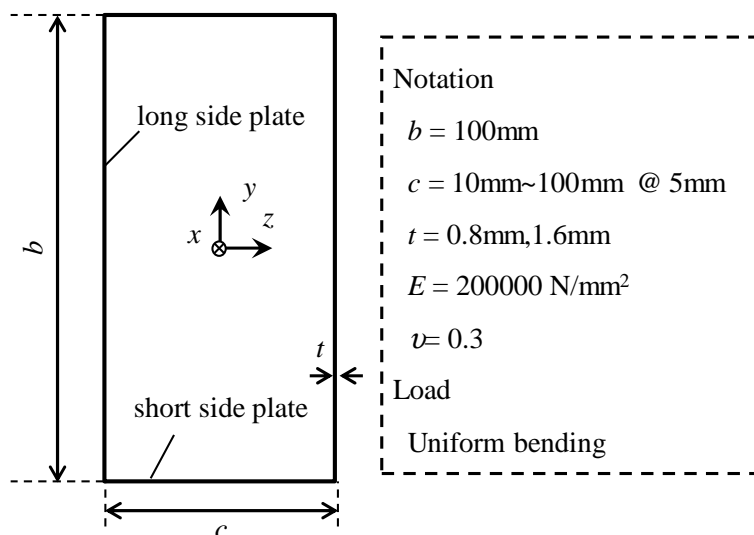 long side plate
y
z
x
b
t
short side plate
c
Notation
b = 100mm
c = 10mm~100mm @ 5mm
t = 0.8mm,1.6mm
E = 200000 N/mm²
υ= 0.3
Load
Uniform bending